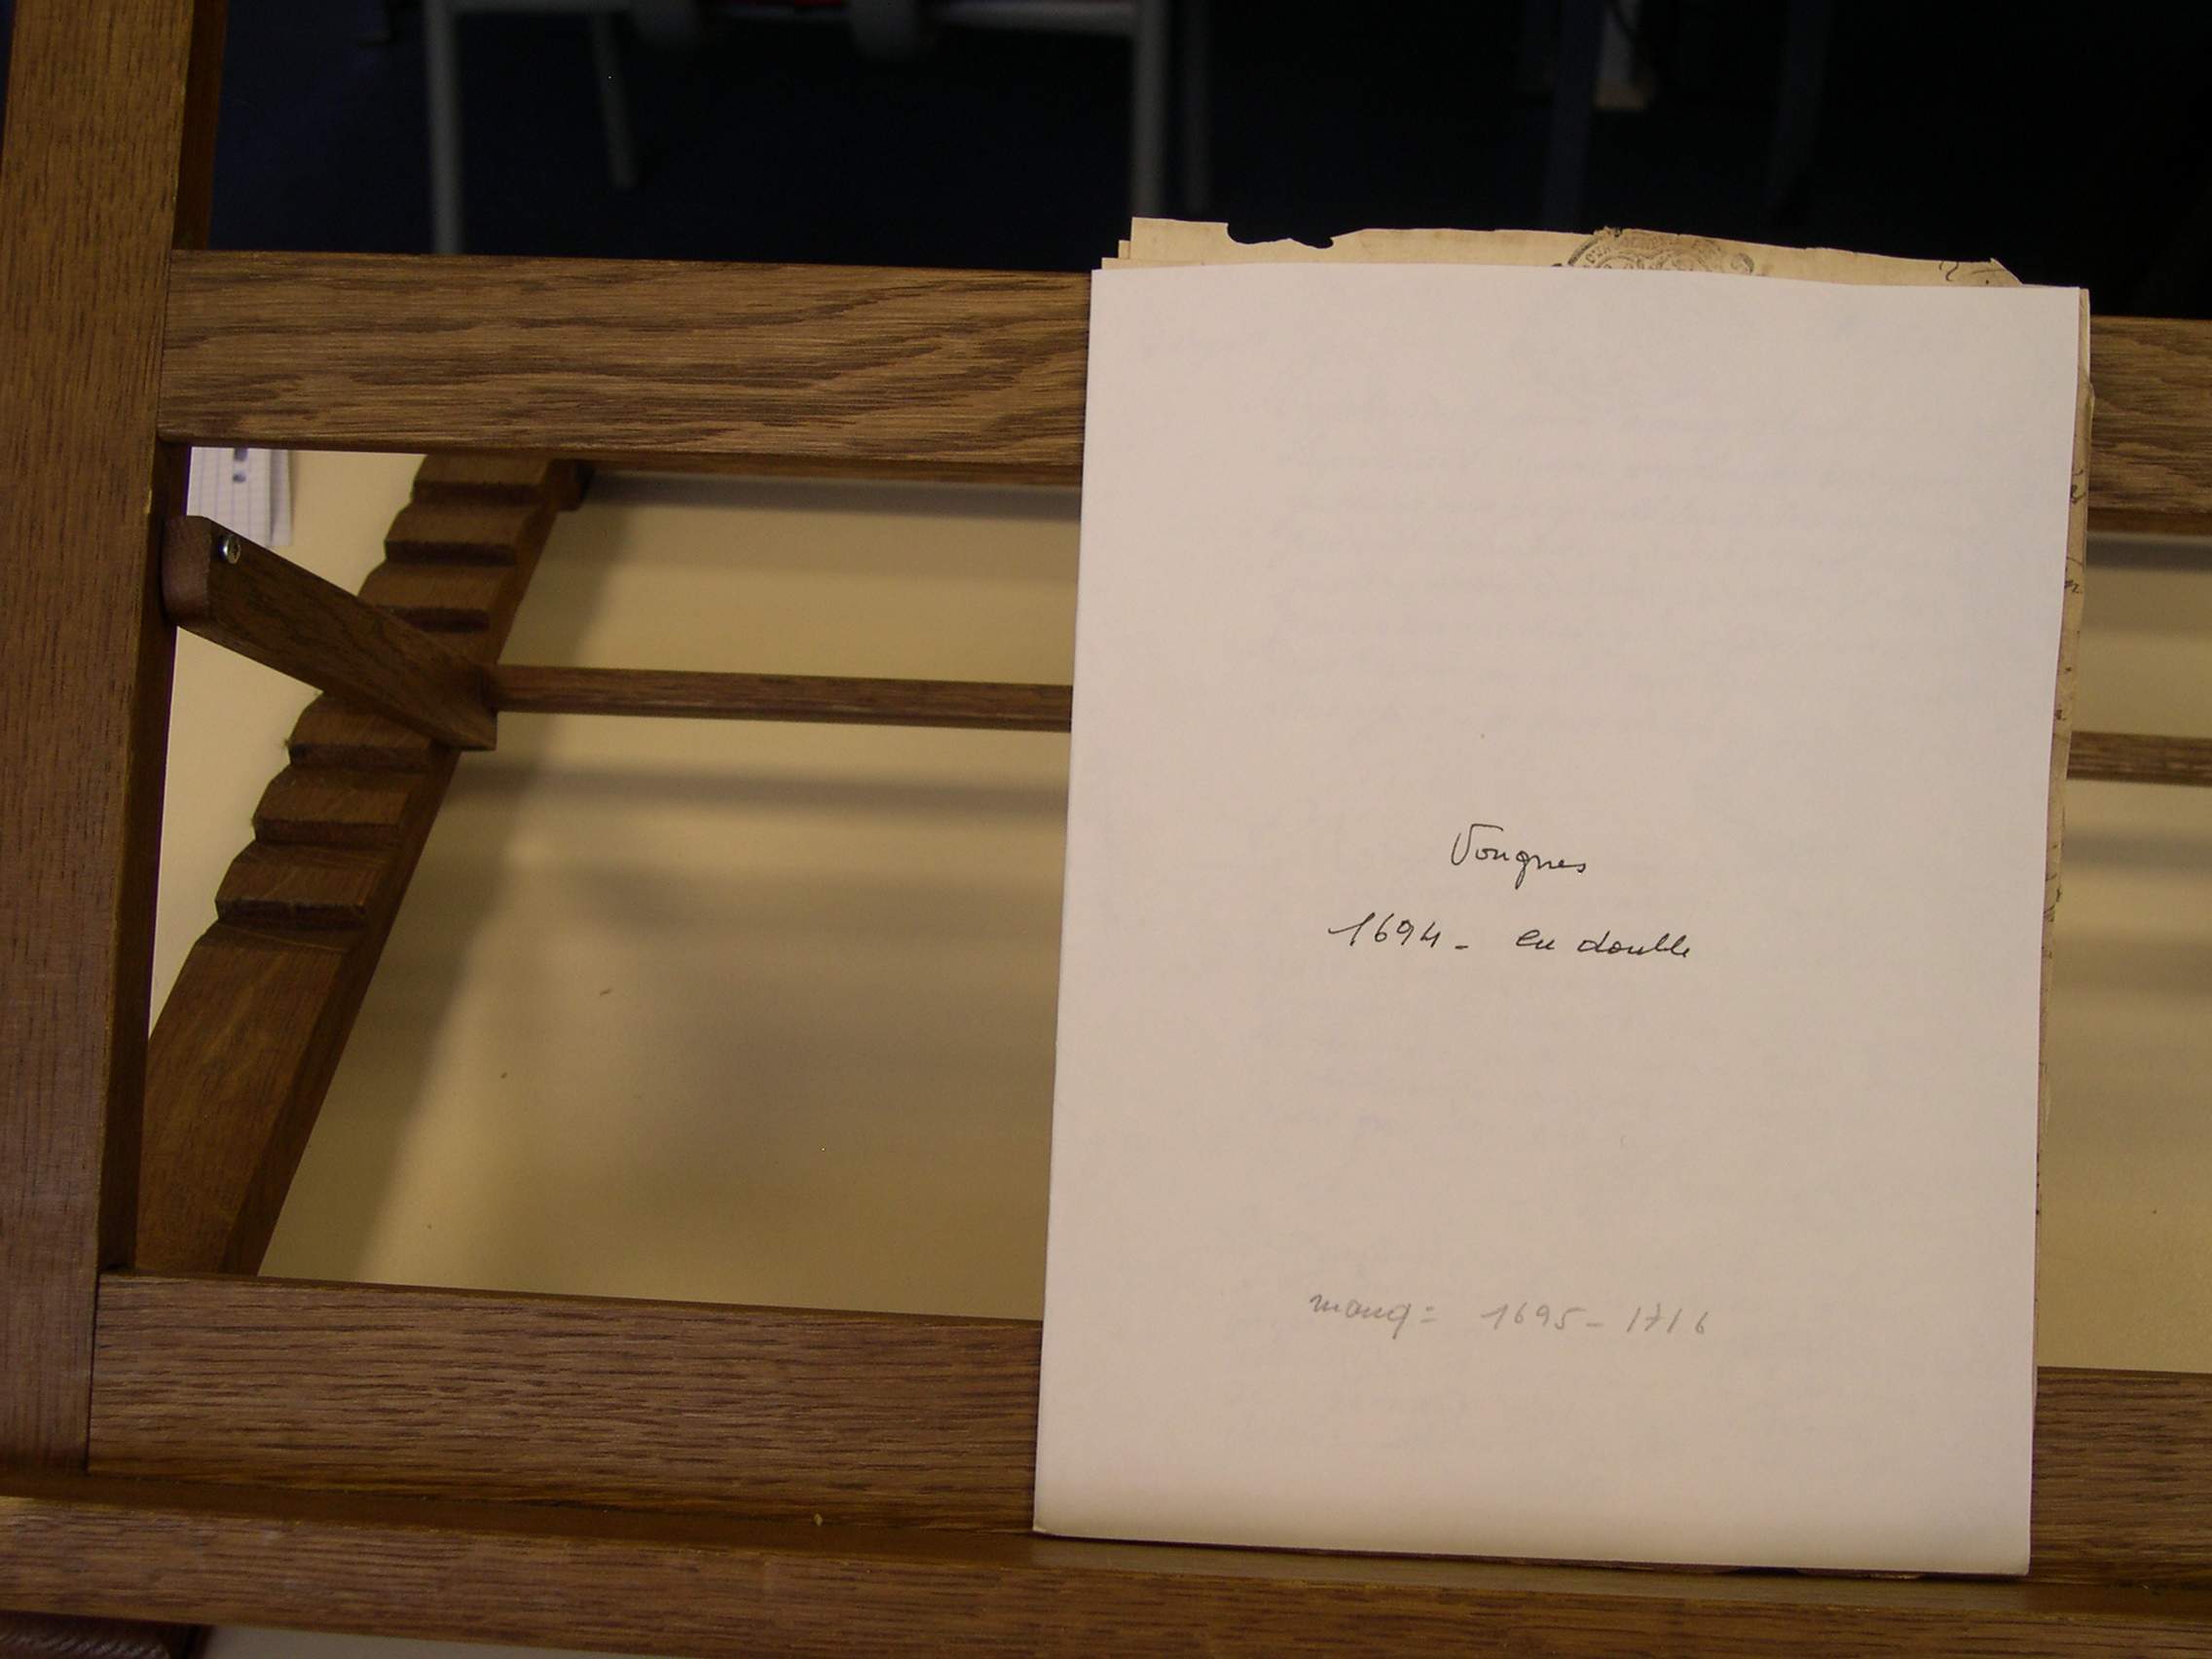 Vongnes
1694 - en double
manq = 1695 - 1716